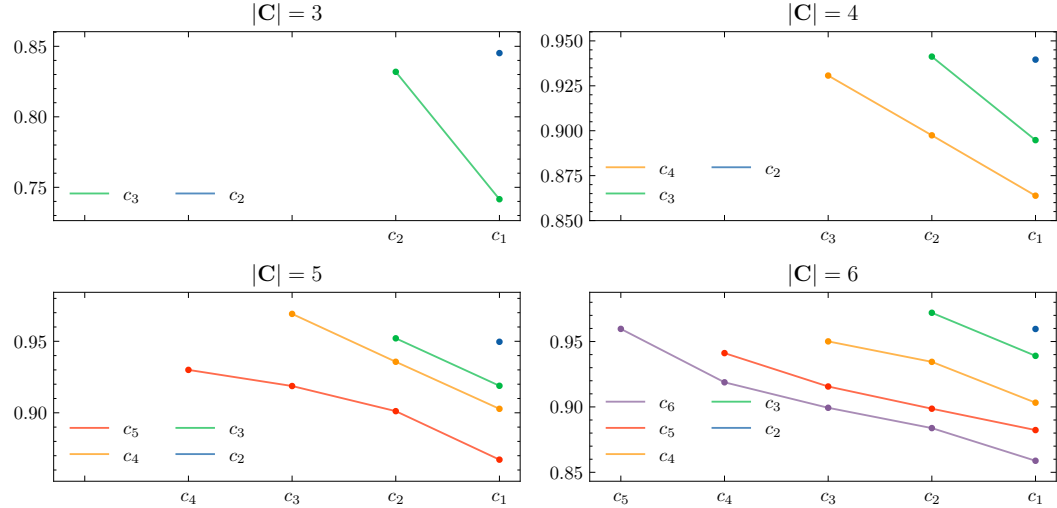 |C| = 3
0.85
0.80
0.75
c₃ c₂
c₂ c₁
|C| = 4
0.950
0.925
0.900
0.875
0.850
c₄ c₂
c₃
c₃ c₂ c₁
|C| = 5
0.95
0.90
c₅ c₃
c₄ c₂
c₄ c₃ c₂ c₁
|C| = 6
0.95
0.90
0.85
c₆ c₃
c₅ c₂
c₄
c₅ c₄ c₃ c₂ c₁